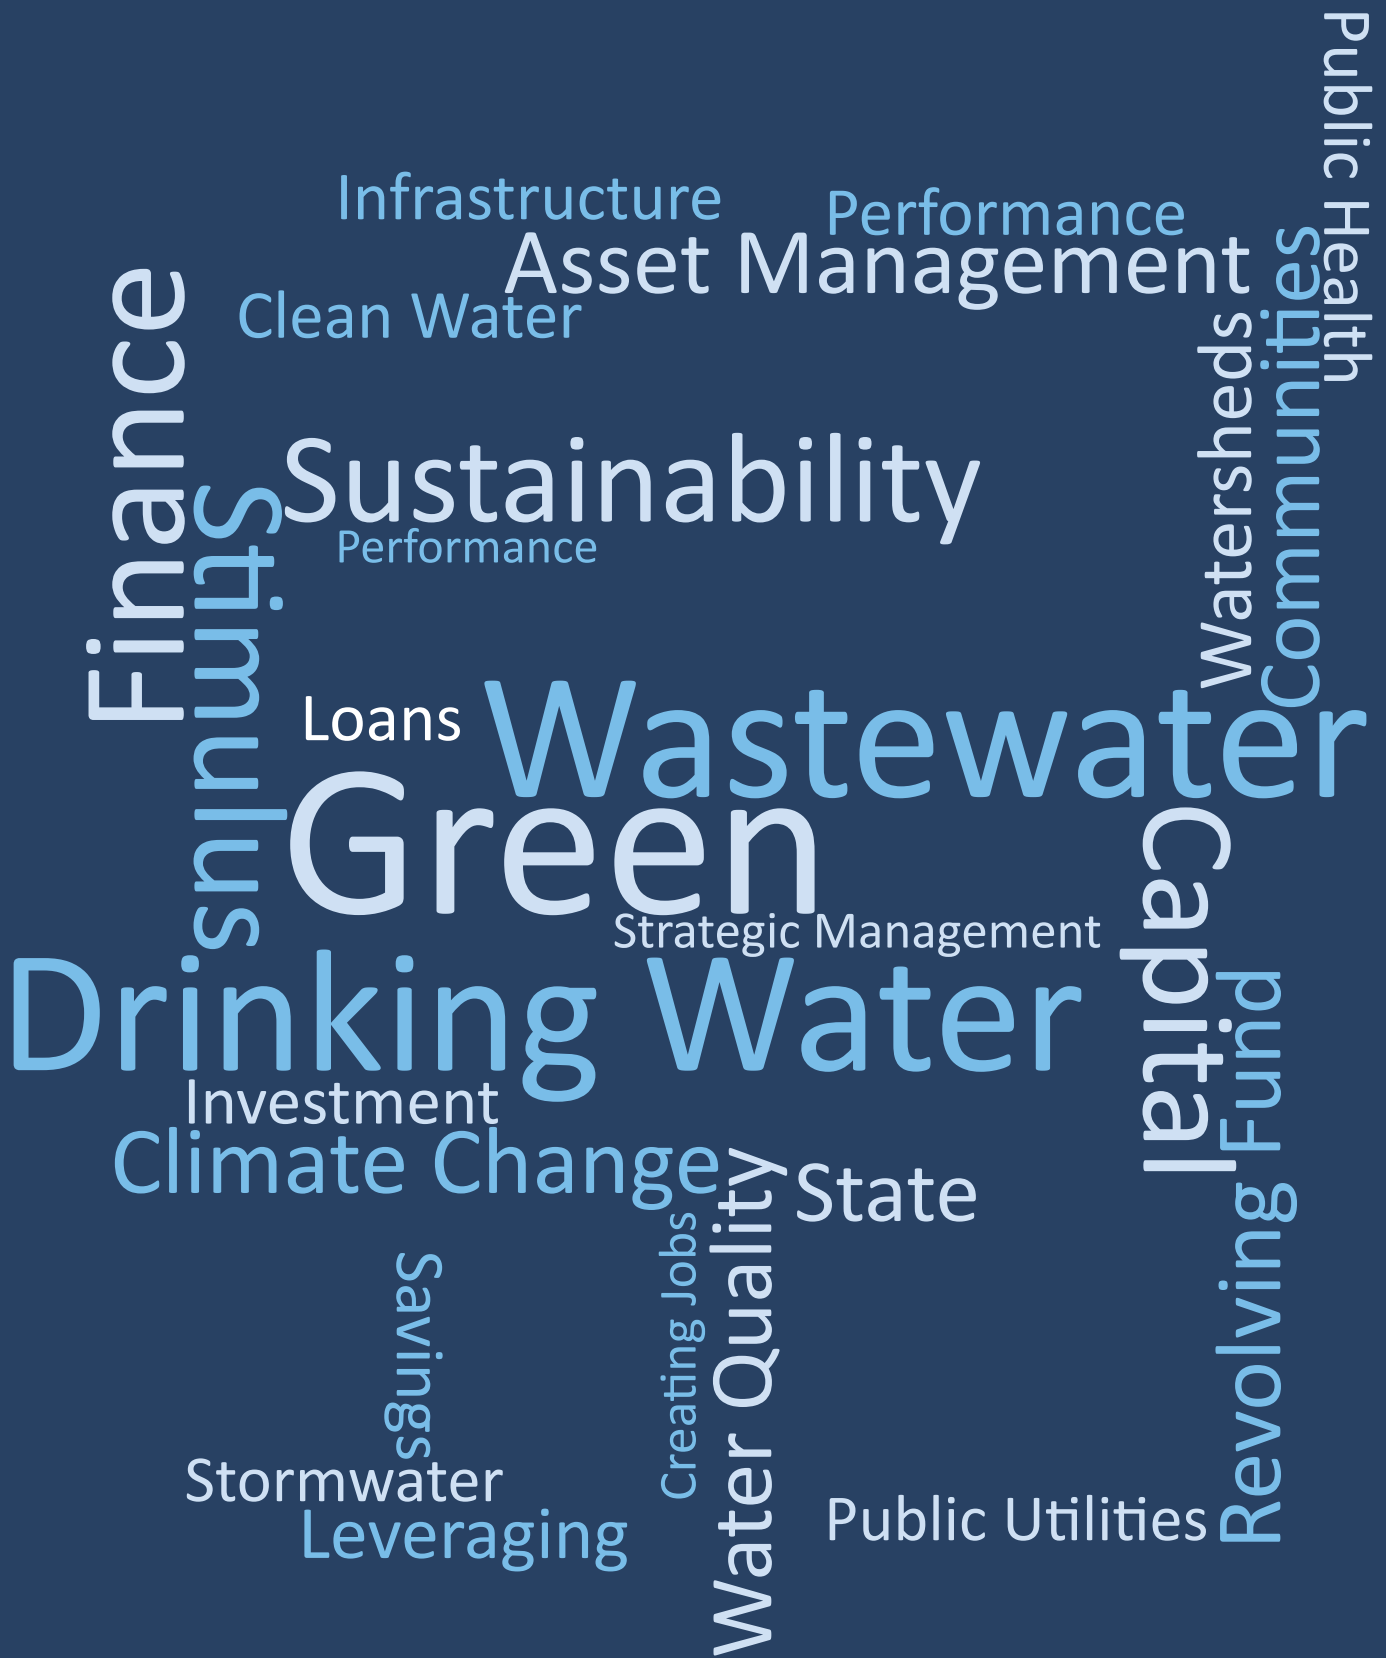 Public Health
Infrastructure
Performance
Asset Management
Communities
Finance
Clean Water
Watersheds
Sustainability
Stimulus
Performance
Loans
Wastewater
Green
Capital
Strategic Management
Drinking Water
Revolving Fund
Investment
Climate Change
Water Quality
State
Creating Jobs
Savings
Stormwater
Public Utilities
Leveraging